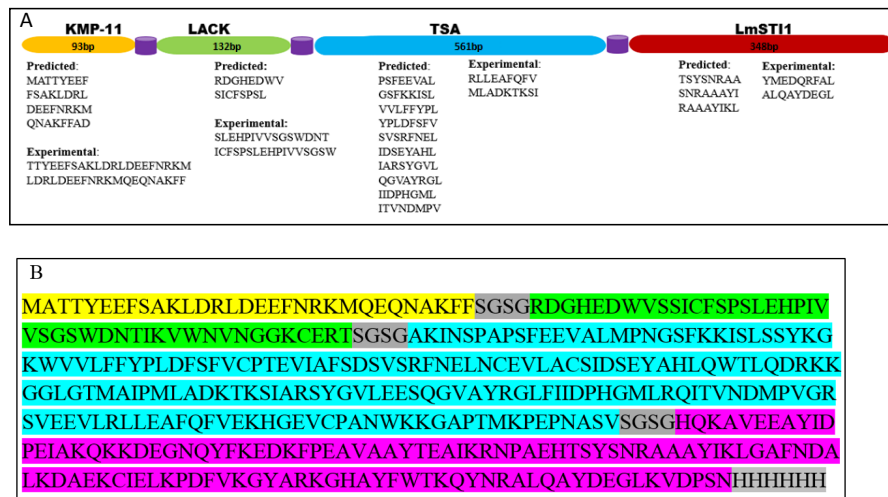 A
KMP-11 LACK TSA LmSTI1
93bp 132bp 561bp 348bp
Predicted: Predicted: Predicted: Experimental: Predicted: Experimental:
MATTYEEF RDGHEDWV PSFEEVAL RLLEAFQFV TSYSNRAA YMEDQRFAL
FSAKLDRL SICFSPSL GSFKKISL MLADKTKSI SNRAAAYI ALQAYDEGL
DEEFNRKM VVLFFYPL RAAAYIKL
QNAKFFAD Experimental: YPLDFSFV
SLEHPIVVSGSWDNT SVSRFNEL
Experimental: ICFSPSLEHPIVVSGSW IDSEYAHL
TTYEEFSAKLDRLDEEFNRKM IARSYGVL
LDRLDEEFNRKMQEQNAKFF QGVAYRGL
IIDPHGML
ITVNDMPV
B
MATTYEEFSAKLDRLDEEFNRKMQEQNAKFFSGSGRDGHEDWVSSICFSPSLEHPIV
VSGSWDNTIKVWNVNGGKCERTSGSGAKINSPAPSFEEVALMPNGSFKKISLSSYKG
KWVVLFFYPLDFSFVCPTEVIAFSDSVSRFNELNCEVLACSIDSEYAHLQWTLQDRKK
GGLGTMAIPMLADKTKSIARSYGVLEESQGVAYRGLFIIDPHGMLRQITVNDMPVGR
SVEEVLRLLEAFQFVEKHGEVCPANWKKGAPTMKPEPNASVSGSGHQKAVEEAYID
PEIAKQKKDEGNQYFKEDKFPEAVAAYTEAIKRNPAEHTSYSNRAAAYIKLGAFNDA
LKDAEKCIELKPDFVKGYARKGHAYFWTKQYNRALQAYDEGLKVDPSNHHHHHH